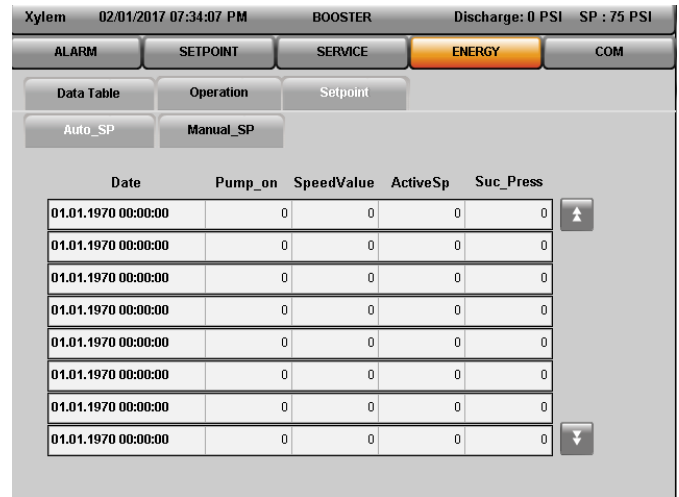 Xylem 02/01/2017 07:34:07 PM BOOSTER Discharge: 0 PSI SP : 75 PSI
ALARM SETPOINT SERVICE ENERGY COM
Data Table Operation Setpoint
Auto_SP Manual_SP
Date Pump_on SpeedValue ActiveSp Suc_Press
01.01.1970 00:00:00 0 0 0 0
01.01.1970 00:00:00 0 0 0 0
01.01.1970 00:00:00 0 0 0 0
01.01.1970 00:00:00 0 0 0 0
01.01.1970 00:00:00 0 0 0 0
01.01.1970 00:00:00 0 0 0 0
01.01.1970 00:00:00 0 0 0 0
01.01.1970 00:00:00 0 0 0 0